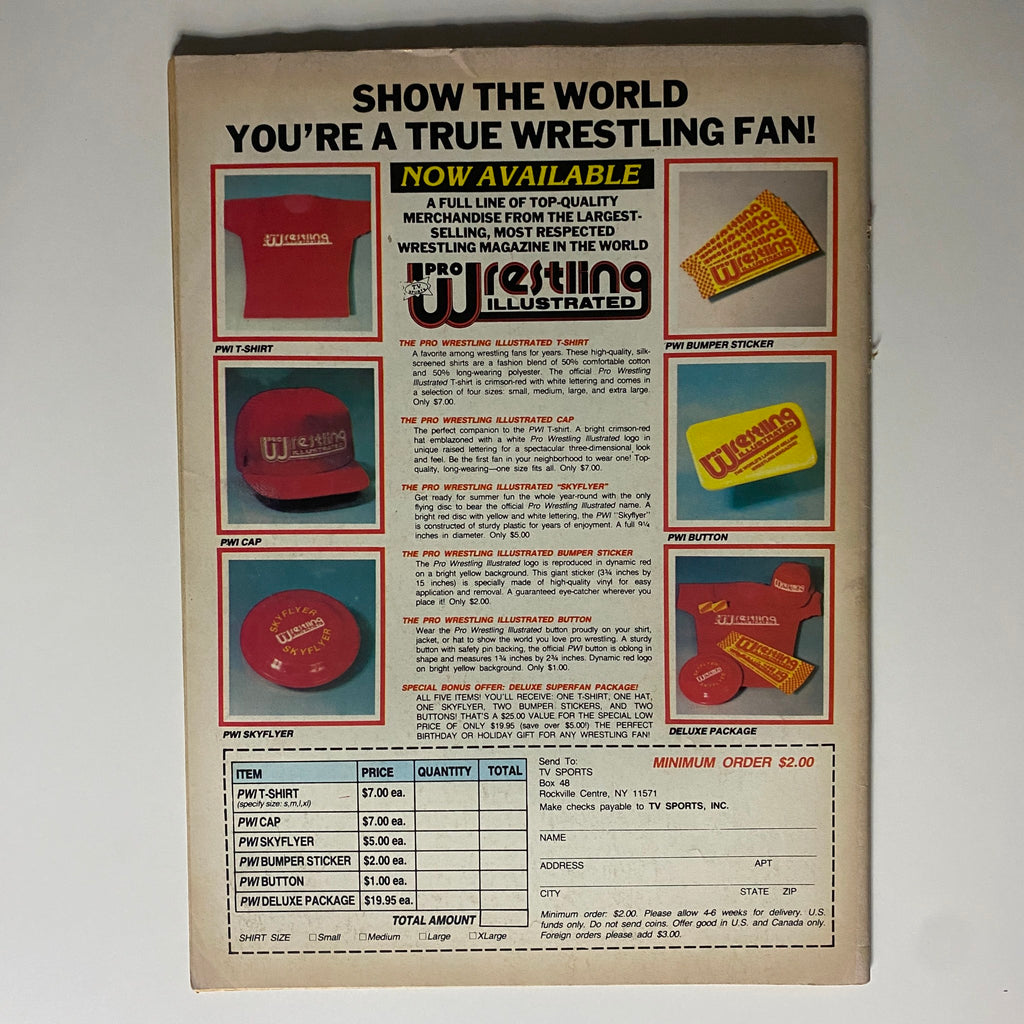 SHOW THE WORLD
YOU'RE A TRUE WRESTLING FAN!
Wrestling
PWI T-SHIRT
Wrestling
ILLUSTRATED
PWI CAP
SKYFLYER
Wrestling
SKYFLYER
PWI SKYFLYER
NOW AVAILABLE
A FULL LINE OF TOP-QUALITY
MERCHANDISE FROM THE LARGEST-
SELLING, MOST RESPECTED
WRESTLING MAGAZINE IN THE WORLD
PRO
Wrestling
TV
SPORTS
ILLUSTRATED
THE PRO WRESTLING ILLUSTRATED T-SHIRT
A favorite among wrestling fans for years. These high-quality, silk-
screened shirts are a fashion blend of 50% comfortable cotton
and 50% long-wearing polyester. The official Pro Wrestling
Illustrated T-shirt is crimson-red with white lettering and comes in
a selection of four sizes: small, medium, large, and extra large.
Only $7.00.
THE PRO WRESTLING ILLUSTRATED CAP
The perfect companion to the PWI T-shirt. A bright crimson-red
hat emblazoned with a white Pro Wrestling Illustrated logo in
unique raised lettering for a spectacular three-dimensional look
and feel. Be the first fan in your neighborhood to wear one! Top-
quality, long-wearing—one size fits all. Only $7.00.
THE PRO WRESTLING ILLUSTRATED "SKYFLYER"
Get ready for summer fun the whole year-round with the only
flying disc to bear the official Pro Wrestling Illustrated name. A
bright red disc with yellow and white lettering, the PWI "Skyflyer"
is constructed of sturdy plastic for years of enjoyment. A full 9¼
inches in diameter. Only $5.00
THE PRO WRESTLING ILLUSTRATED BUMPER STICKER
The Pro Wrestling Illustrated logo is reproduced in dynamic red
on a bright yellow background. This giant sticker (3¾ inches by
15 inches) is specially made of high-quality vinyl for easy
application and removal. A guaranteed eye-catcher wherever you
place it! Only $2.00.
THE PRO WRESTLING ILLUSTRATED BUTTON
Wear the Pro Wrestling Illustrated button proudly on your shirt,
jacket, or hat to show the world you love pro wrestling. A sturdy
button with safety pin backing, the official PWI button is oblong in
shape and measures 1¾ inches by 2¾ inches. Dynamic red logo
on bright yellow background. Only $1.00.
SPECIAL BONUS OFFER: DELUXE SUPERFAN PACKAGE!
ALL FIVE ITEMS! YOU'LL RECEIVE: ONE T-SHIRT, ONE HAT,
ONE SKYFLYER, TWO BUMPER STICKERS, AND TWO
BUTTONS! THAT'S A $25.00 VALUE FOR THE SPECIAL LOW
PRICE OF ONLY $19.95 (save over $5.00!) THE PERFECT
BIRTHDAY OR HOLIDAY GIFT FOR ANY WRESTLING FAN!
Wrestling
ILLUSTRATED
PWI BUMPER STICKER
PRO
Wrestling
ILLUSTRATED
THE WORLD'S LARGEST SELLING
WRESTLING MAGAZINE
PWI BUTTON
Wrestling
DELUXE PACKAGE
ITEM PRICE QUANTITY TOTAL
PWI T-SHIRT $7.00 ea.
(specify size: s,m,l,xl)
PWI CAP $7.00 ea.
PWI SKYFLYER $5.00 ea.
PWI BUMPER STICKER $2.00 ea.
PWI BUTTON $1.00 ea.
PWI DELUXE PACKAGE $19.95 ea.
TOTAL AMOUNT
SHIRT SIZE Small Medium Large XLarge
Send To: MINIMUM ORDER $2.00
TV SPORTS
Box 48
Rockville Centre, NY 11571
Make checks payable to TV SPORTS, INC.
NAME
ADDRESS APT
CITY STATE ZIP
Minimum order: $2.00. Please allow 4-6 weeks for delivery. U.S.
funds only. Do not send coins. Offer good in U.S. and Canada only.
Foreign orders please add $3.00.